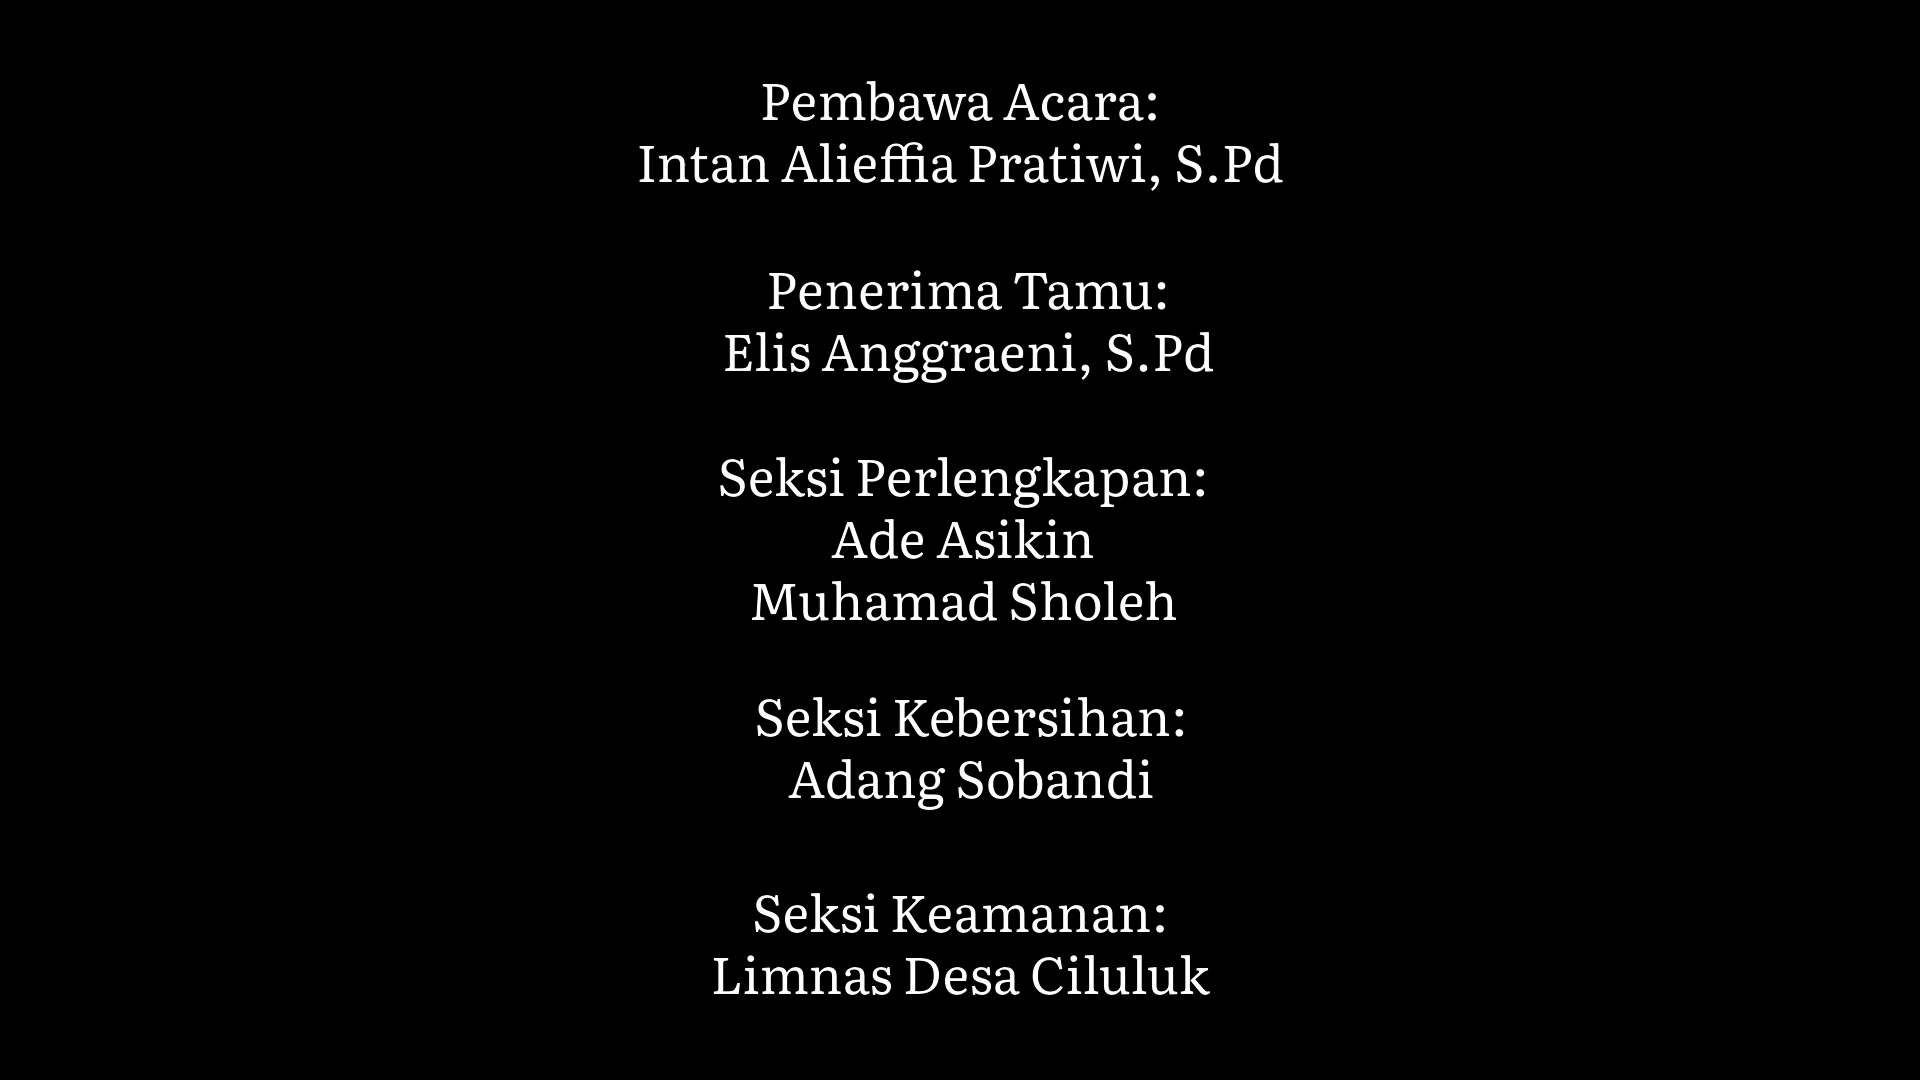 Pembawa Acara:
Intan Alieffia Pratiwi, S.Pd
Penerima Tamu:
Elis Anggraeni, S.Pd
Seksi Perlengkapan:
Ade Asikin
Muhamad Sholeh
Seksi Kebersihan:
Adang Sobandi
Seksi Keamanan:
Limnas Desa Ciluluk